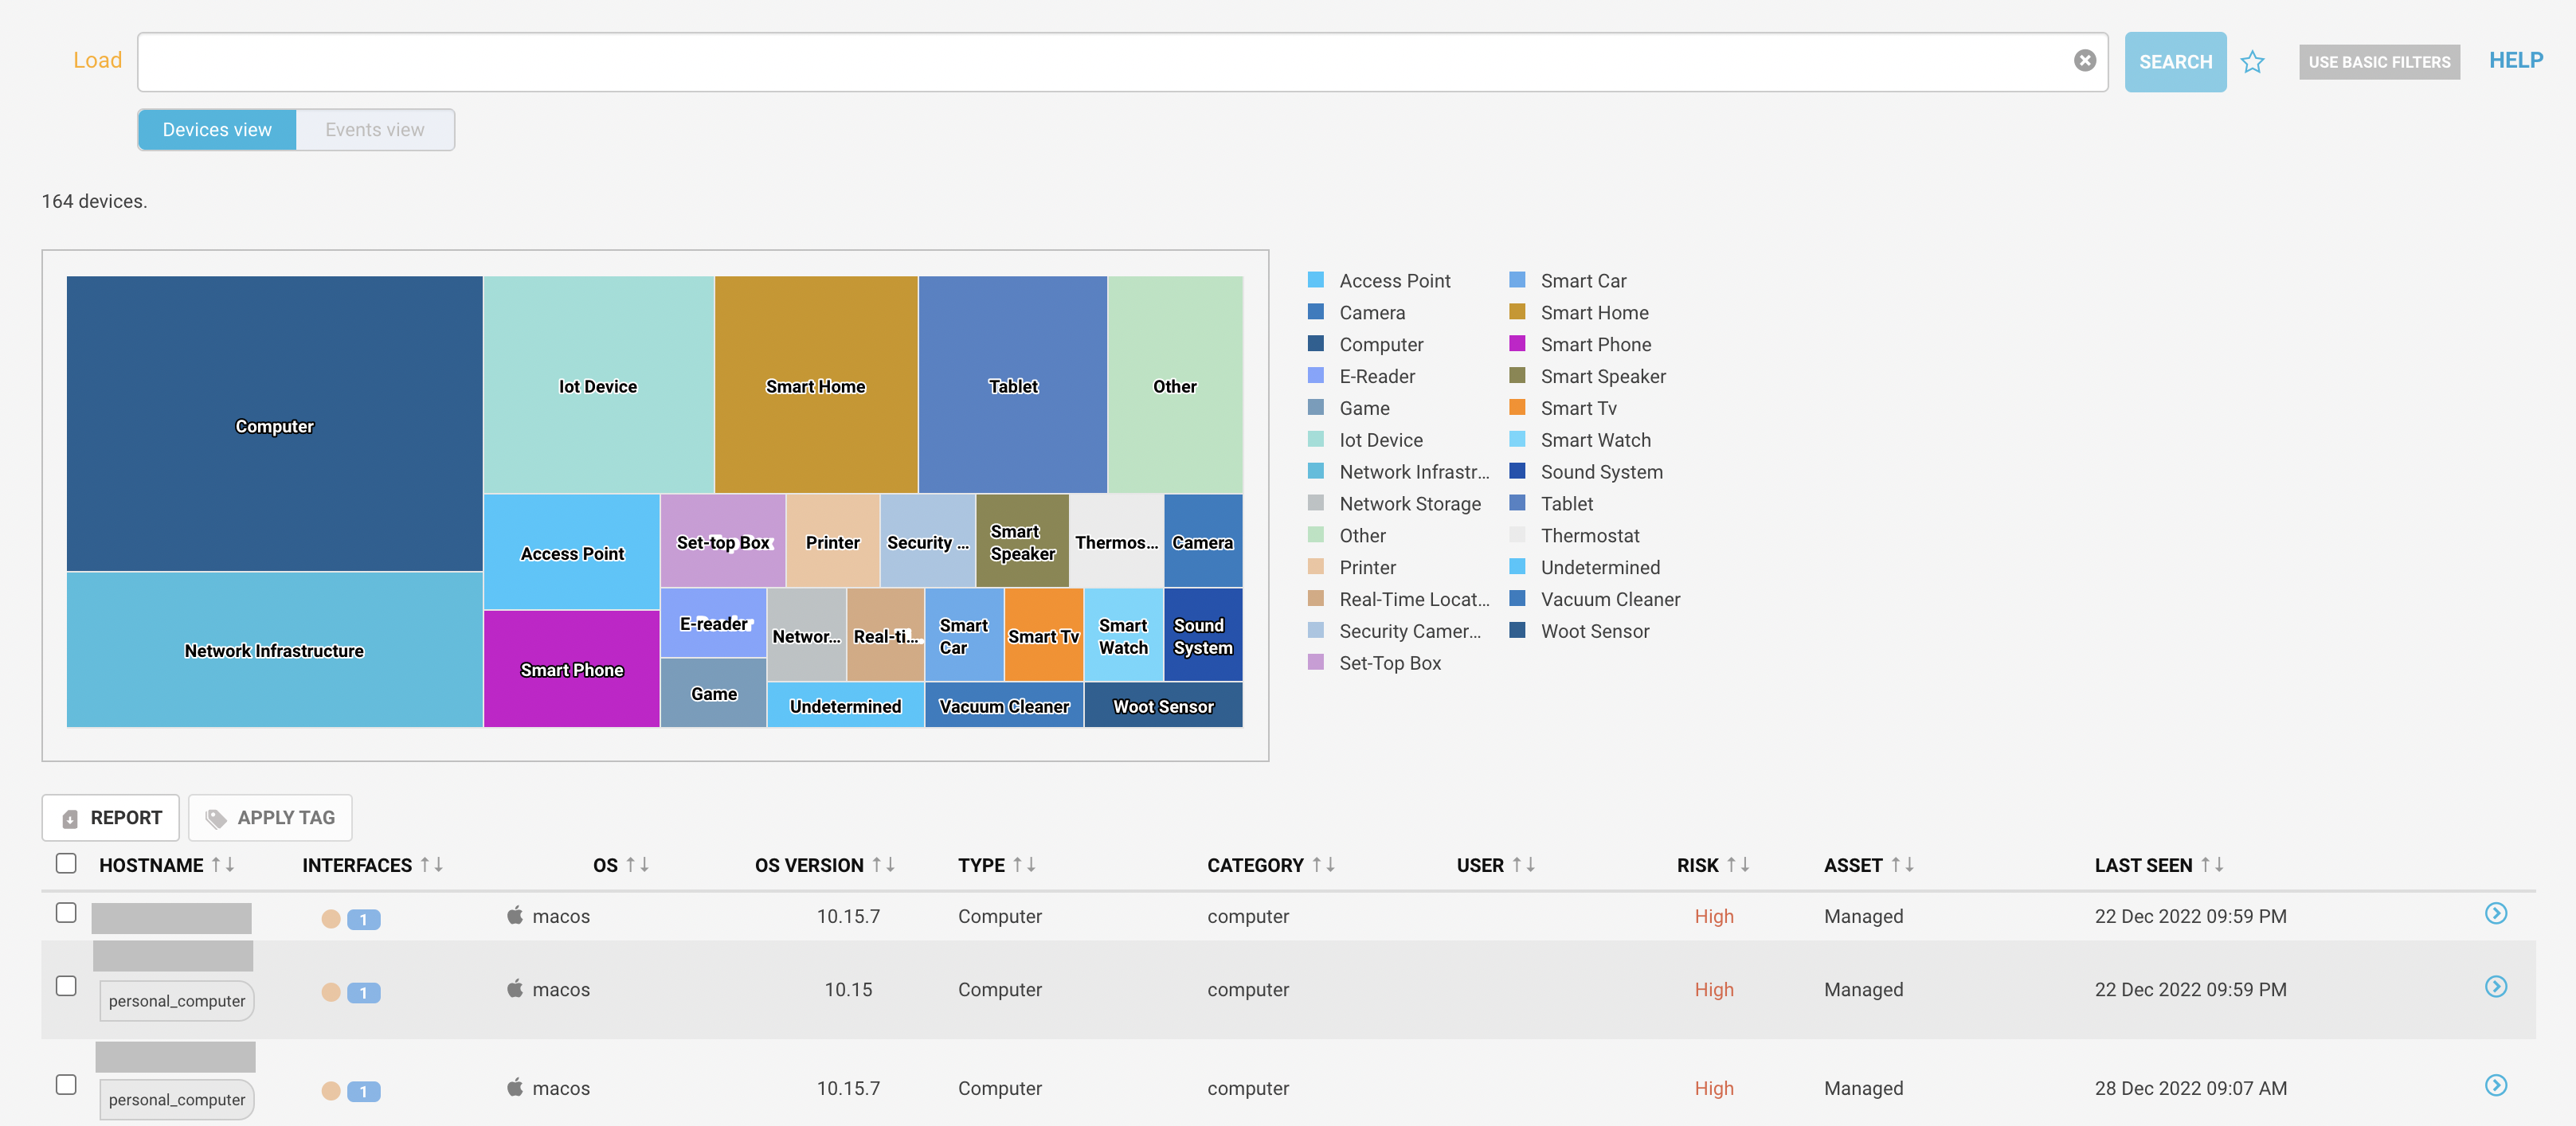 Load
SEARCH
USE BASIC FILTERS
HELP
Devices view
Events view
164 devices.
Computer
Iot Device
Smart Home
Tablet
Other
Access Point
Set-top Box
Printer
Security ...
Smart
Speaker
Thermos...
Camera
Network Infrastructure
Smart Phone
E-reader
Networ...
Real-ti...
Smart
Car
Smart Tv
Smart
Watch
Sound
System
Game
Undetermined
Vacuum Cleaner
Woot Sensor
Access Point
Camera
Computer
E-Reader
Game
Iot Device
Network Infrastr...
Network Storage
Other
Printer
Real-Time Locat...
Security Camer...
Set-Top Box
Smart Car
Smart Home
Smart Phone
Smart Speaker
Smart Tv
Smart Watch
Sound System
Tablet
Thermostat
Undetermined
Vacuum Cleaner
Woot Sensor
REPORT
APPLY TAG
HOSTNAME INTERFACES OS OS VERSION TYPE CATEGORY USER RISK ASSET LAST SEEN
1 macos 10.15.7 Computer computer High Managed 22 Dec 2022 09:59 PM
1 macos 10.15 Computer computer High Managed 22 Dec 2022 09:59 PM
personal_computer
1 macos 10.15.7 Computer computer High Managed 28 Dec 2022 09:07 AM
personal_computer